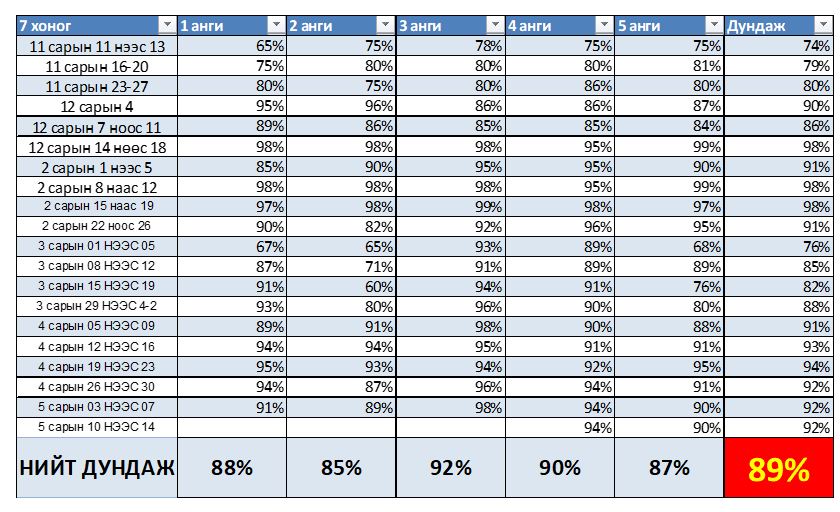 7 хоног 1 анги 2 анги 3 анги 4 анги 5 анги Дундаж
11 сарын 11 нээс 13 65% 75% 78% 75% 75% 74%
11 сарын 16-20 75% 80% 80% 80% 81% 79%
11 сарын 23-27 80% 75% 80% 86% 80% 80%
12 сарын 4 95% 96% 86% 86% 87% 90%
12 сарын 7 ноос 11 89% 86% 85% 85% 84% 86%
12 сарын 14 нөөс 18 98% 98% 98% 95% 99% 98%
2 сарын 1 нээс 5 85% 90% 95% 95% 90% 91%
2 сарын 8 наас 12 98% 98% 98% 95% 99% 98%
2 сарын 15 наас 19 97% 98% 99% 98% 97% 98%
2 сарын 22 ноос 26 90% 82% 92% 96% 95% 91%
3 сарын 01 НЭЭС 05 67% 65% 93% 89% 68% 76%
3 сарын 08 НЭЭС 12 87% 71% 91% 89% 89% 85%
3 сарын 15 НЭЭС 19 91% 60% 94% 91% 76% 82%
3 сарын 29 НЭЭС 4-2 93% 80% 96% 90% 80% 88%
4 сарын 05 НЭЭС 09 89% 91% 98% 90% 88% 91%
4 сарын 12 НЭЭС 16 94% 94% 95% 91% 91% 93%
4 сарын 19 НЭЭС 23 95% 93% 94% 92% 95% 94%
4 сарын 26 НЭЭС 30 94% 87% 96% 94% 91% 92%
5 сарын 03 НЭЭС 07 91% 89% 98% 94% 90% 92%
5 сарын 10 НЭЭС 14 94% 90% 92%
НИЙТ ДУНДАЖ 88% 85% 92% 90% 87% 89%